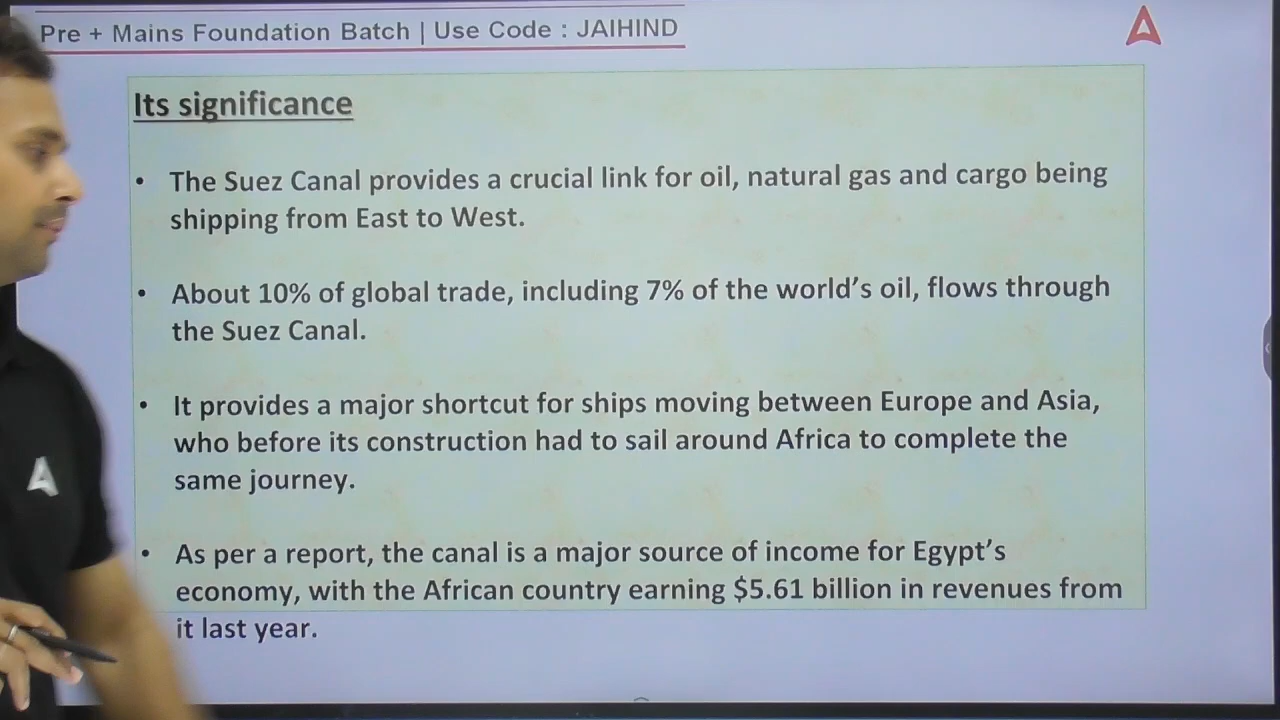 Pre + Mains Foundation Batch | Use Code : JAIHIND
Its significance
• The Suez Canal provides a crucial link for oil, natural gas and cargo being
shipping from East to West.
• About 10% of global trade, including 7% of the world's oil, flows through
the Suez Canal.
• It provides a major shortcut for ships moving between Europe and Asia,
who before its construction had to sail around Africa to complete the
same journey.
• As per a report, the canal is a major source of income for Egypt's
economy, with the African country earning $5.61 billion in revenues from
it last year.